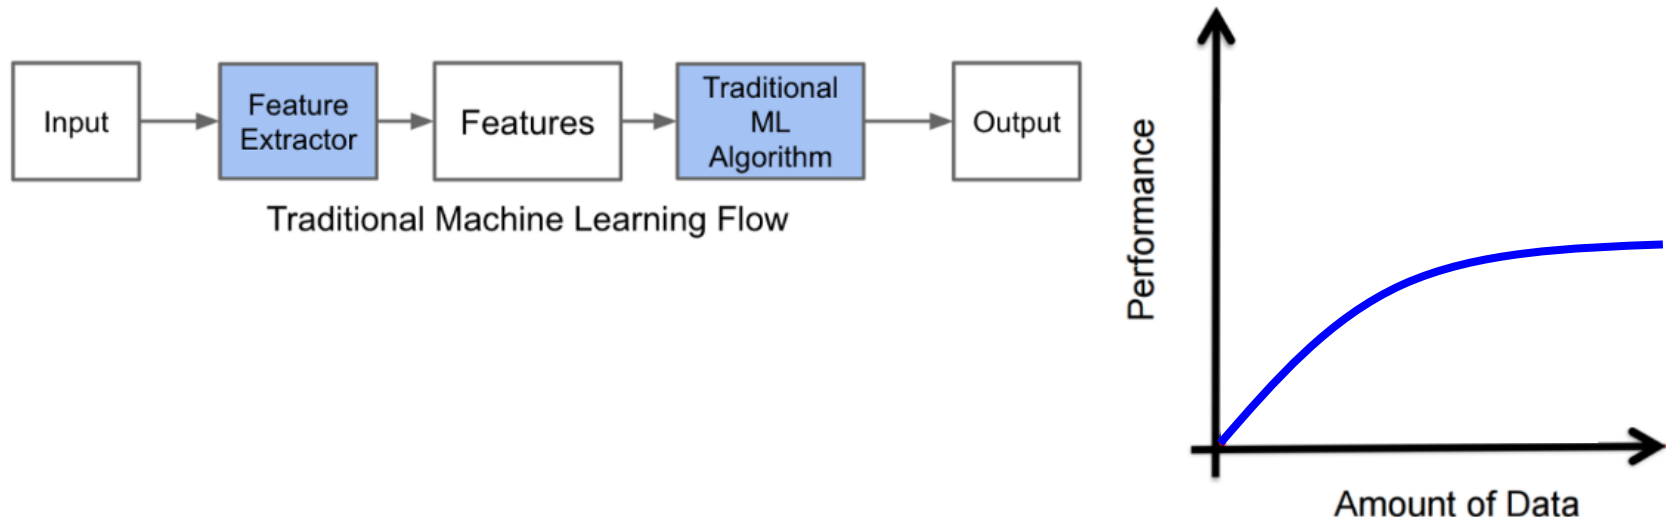 Input
Feature
Extractor
Features
Traditional
ML
Algorithm
Output
Traditional Machine Learning Flow
Performance
Amount of Data